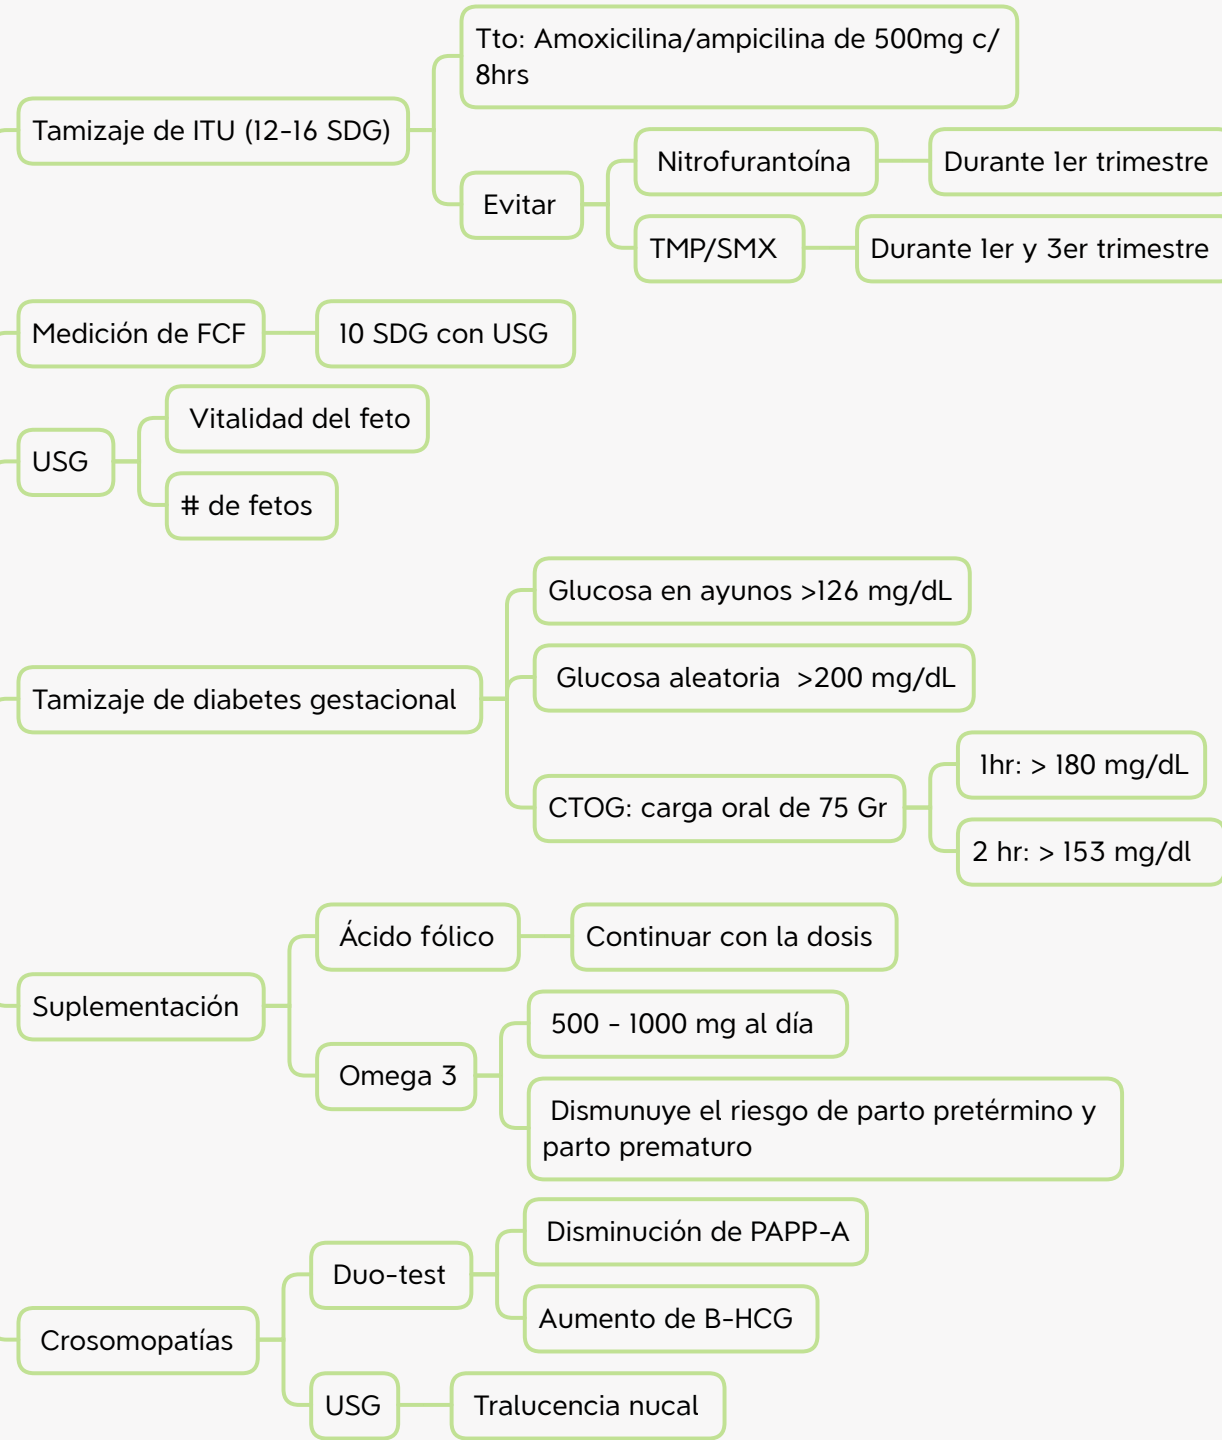 Tamizaje de ITU (12-16 SDG)
Tto: Amoxicilina/ampicilina de 500mg c/
8hrs
Evitar
Nitrofurantoína
Durante 1er trimestre
TMP/SMX
Durante 1er y 3er trimestre
Medición de FCF
10 SDG con USG
USG
Vitalidad del feto
# de fetos
Tamizaje de diabetes gestacional
Glucosa en ayunos >126 mg/dL
Glucosa aleatoria >200 mg/dL
CTOG: carga oral de 75 Gr
1hr: > 180 mg/dL
2 hr: > 153 mg/dl
Suplementación
Ácido fólico
Continuar con la dosis
Omega 3
500 - 1000 mg al día
Dismunuye el riesgo de parto pretérmino y
parto prematuro
Crosomopatías
Duo-test
Disminución de PAPP-A
Aumento de B-HCG
USG
Tralucencia nucal